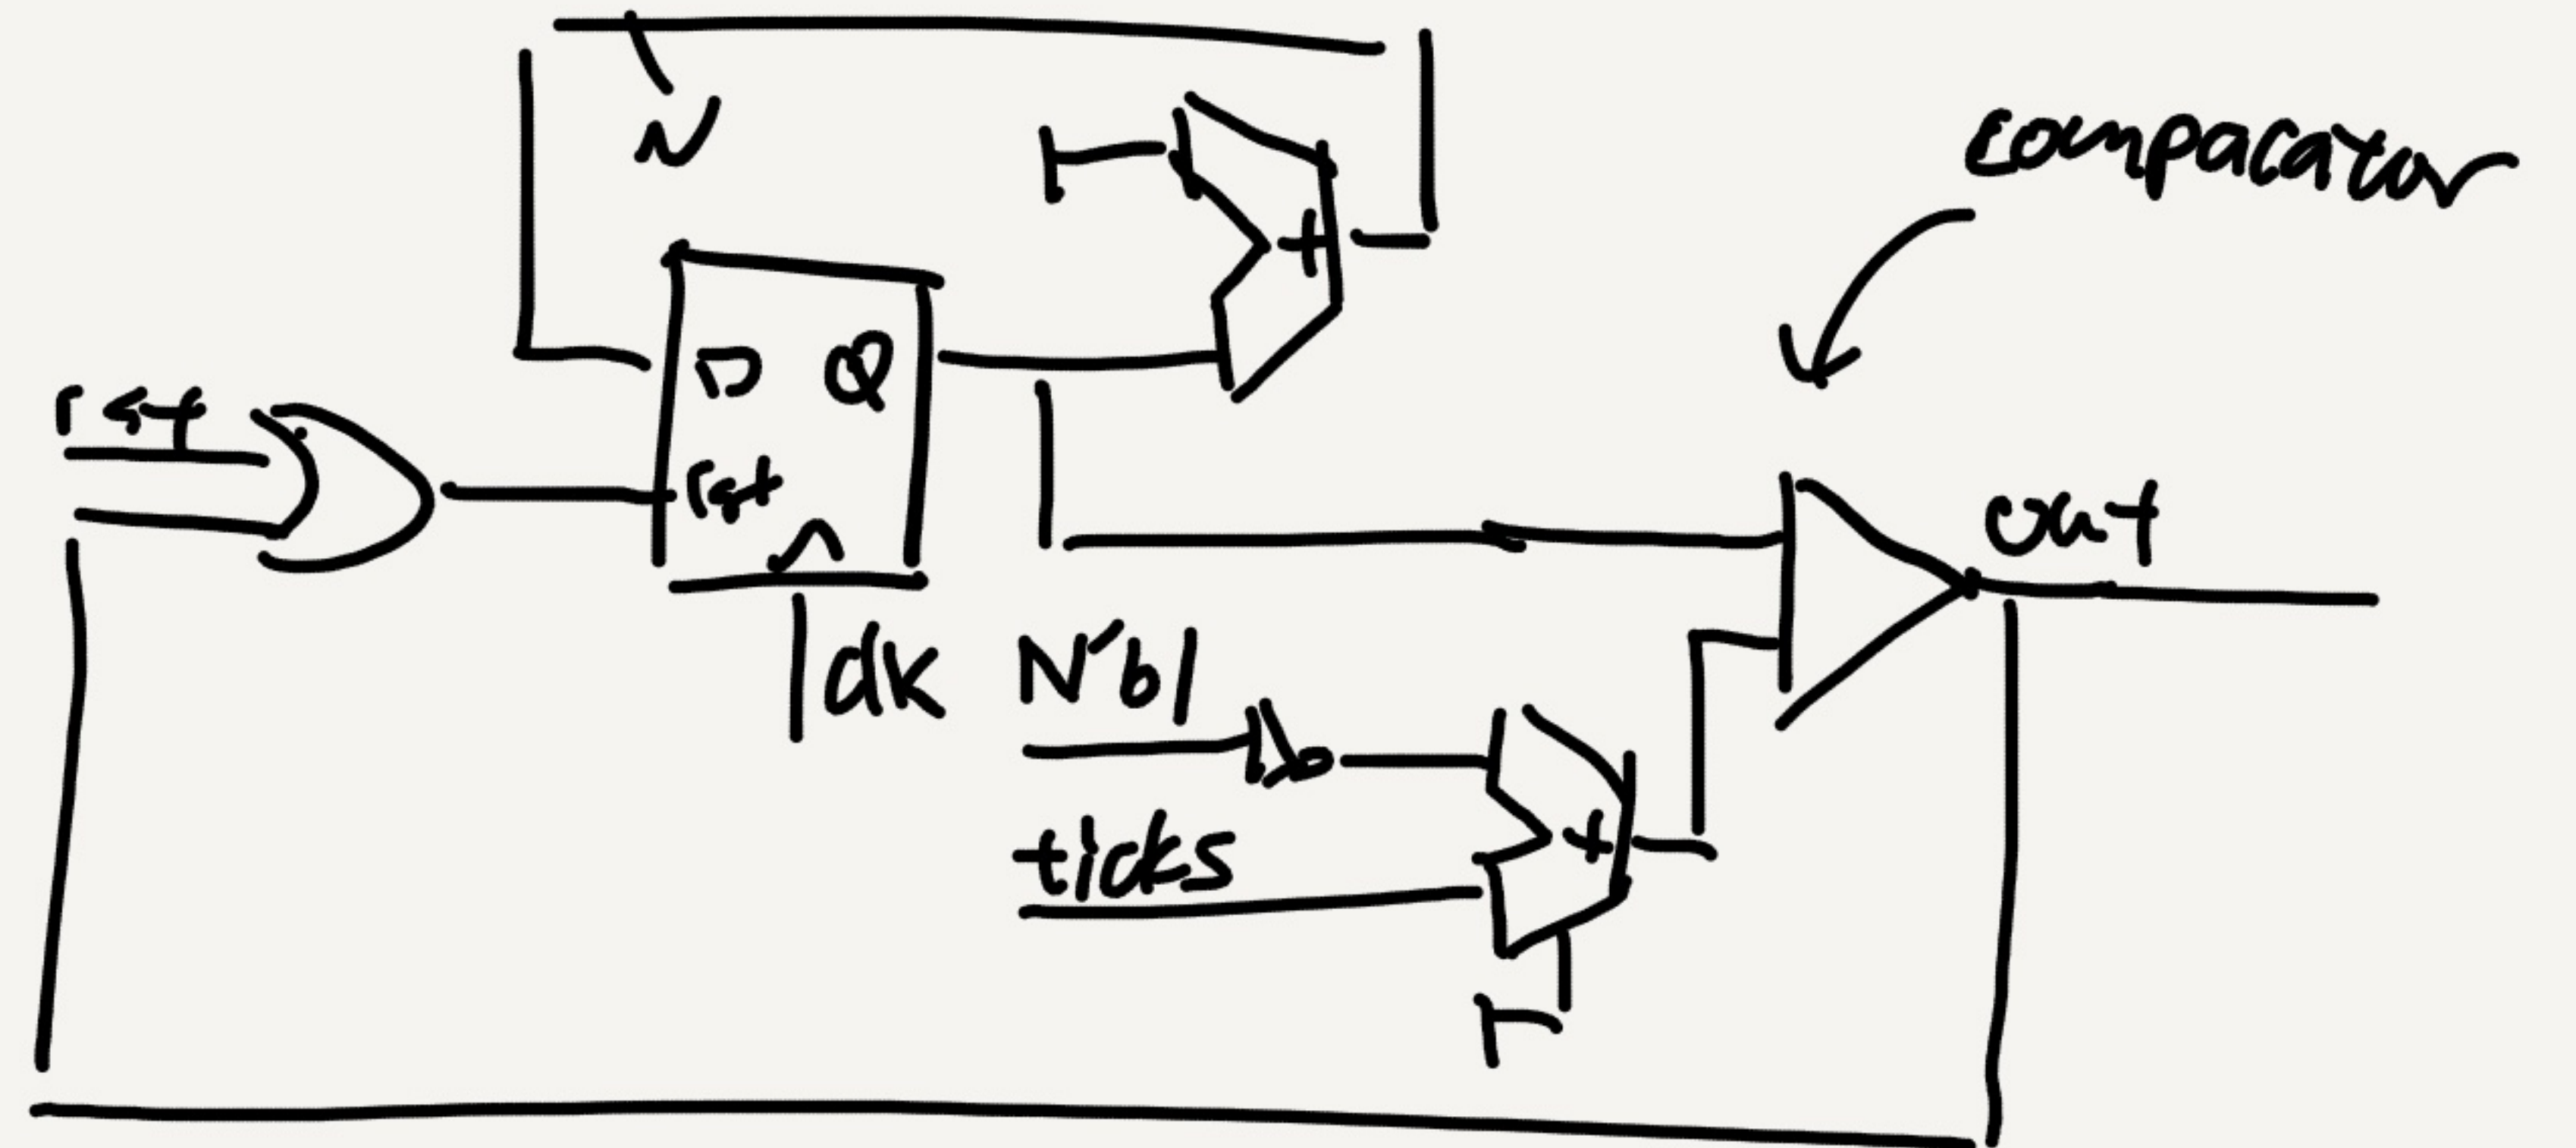 N
comparator
D Q
rst
rst
out
clk
N'b1
+
ticks
+